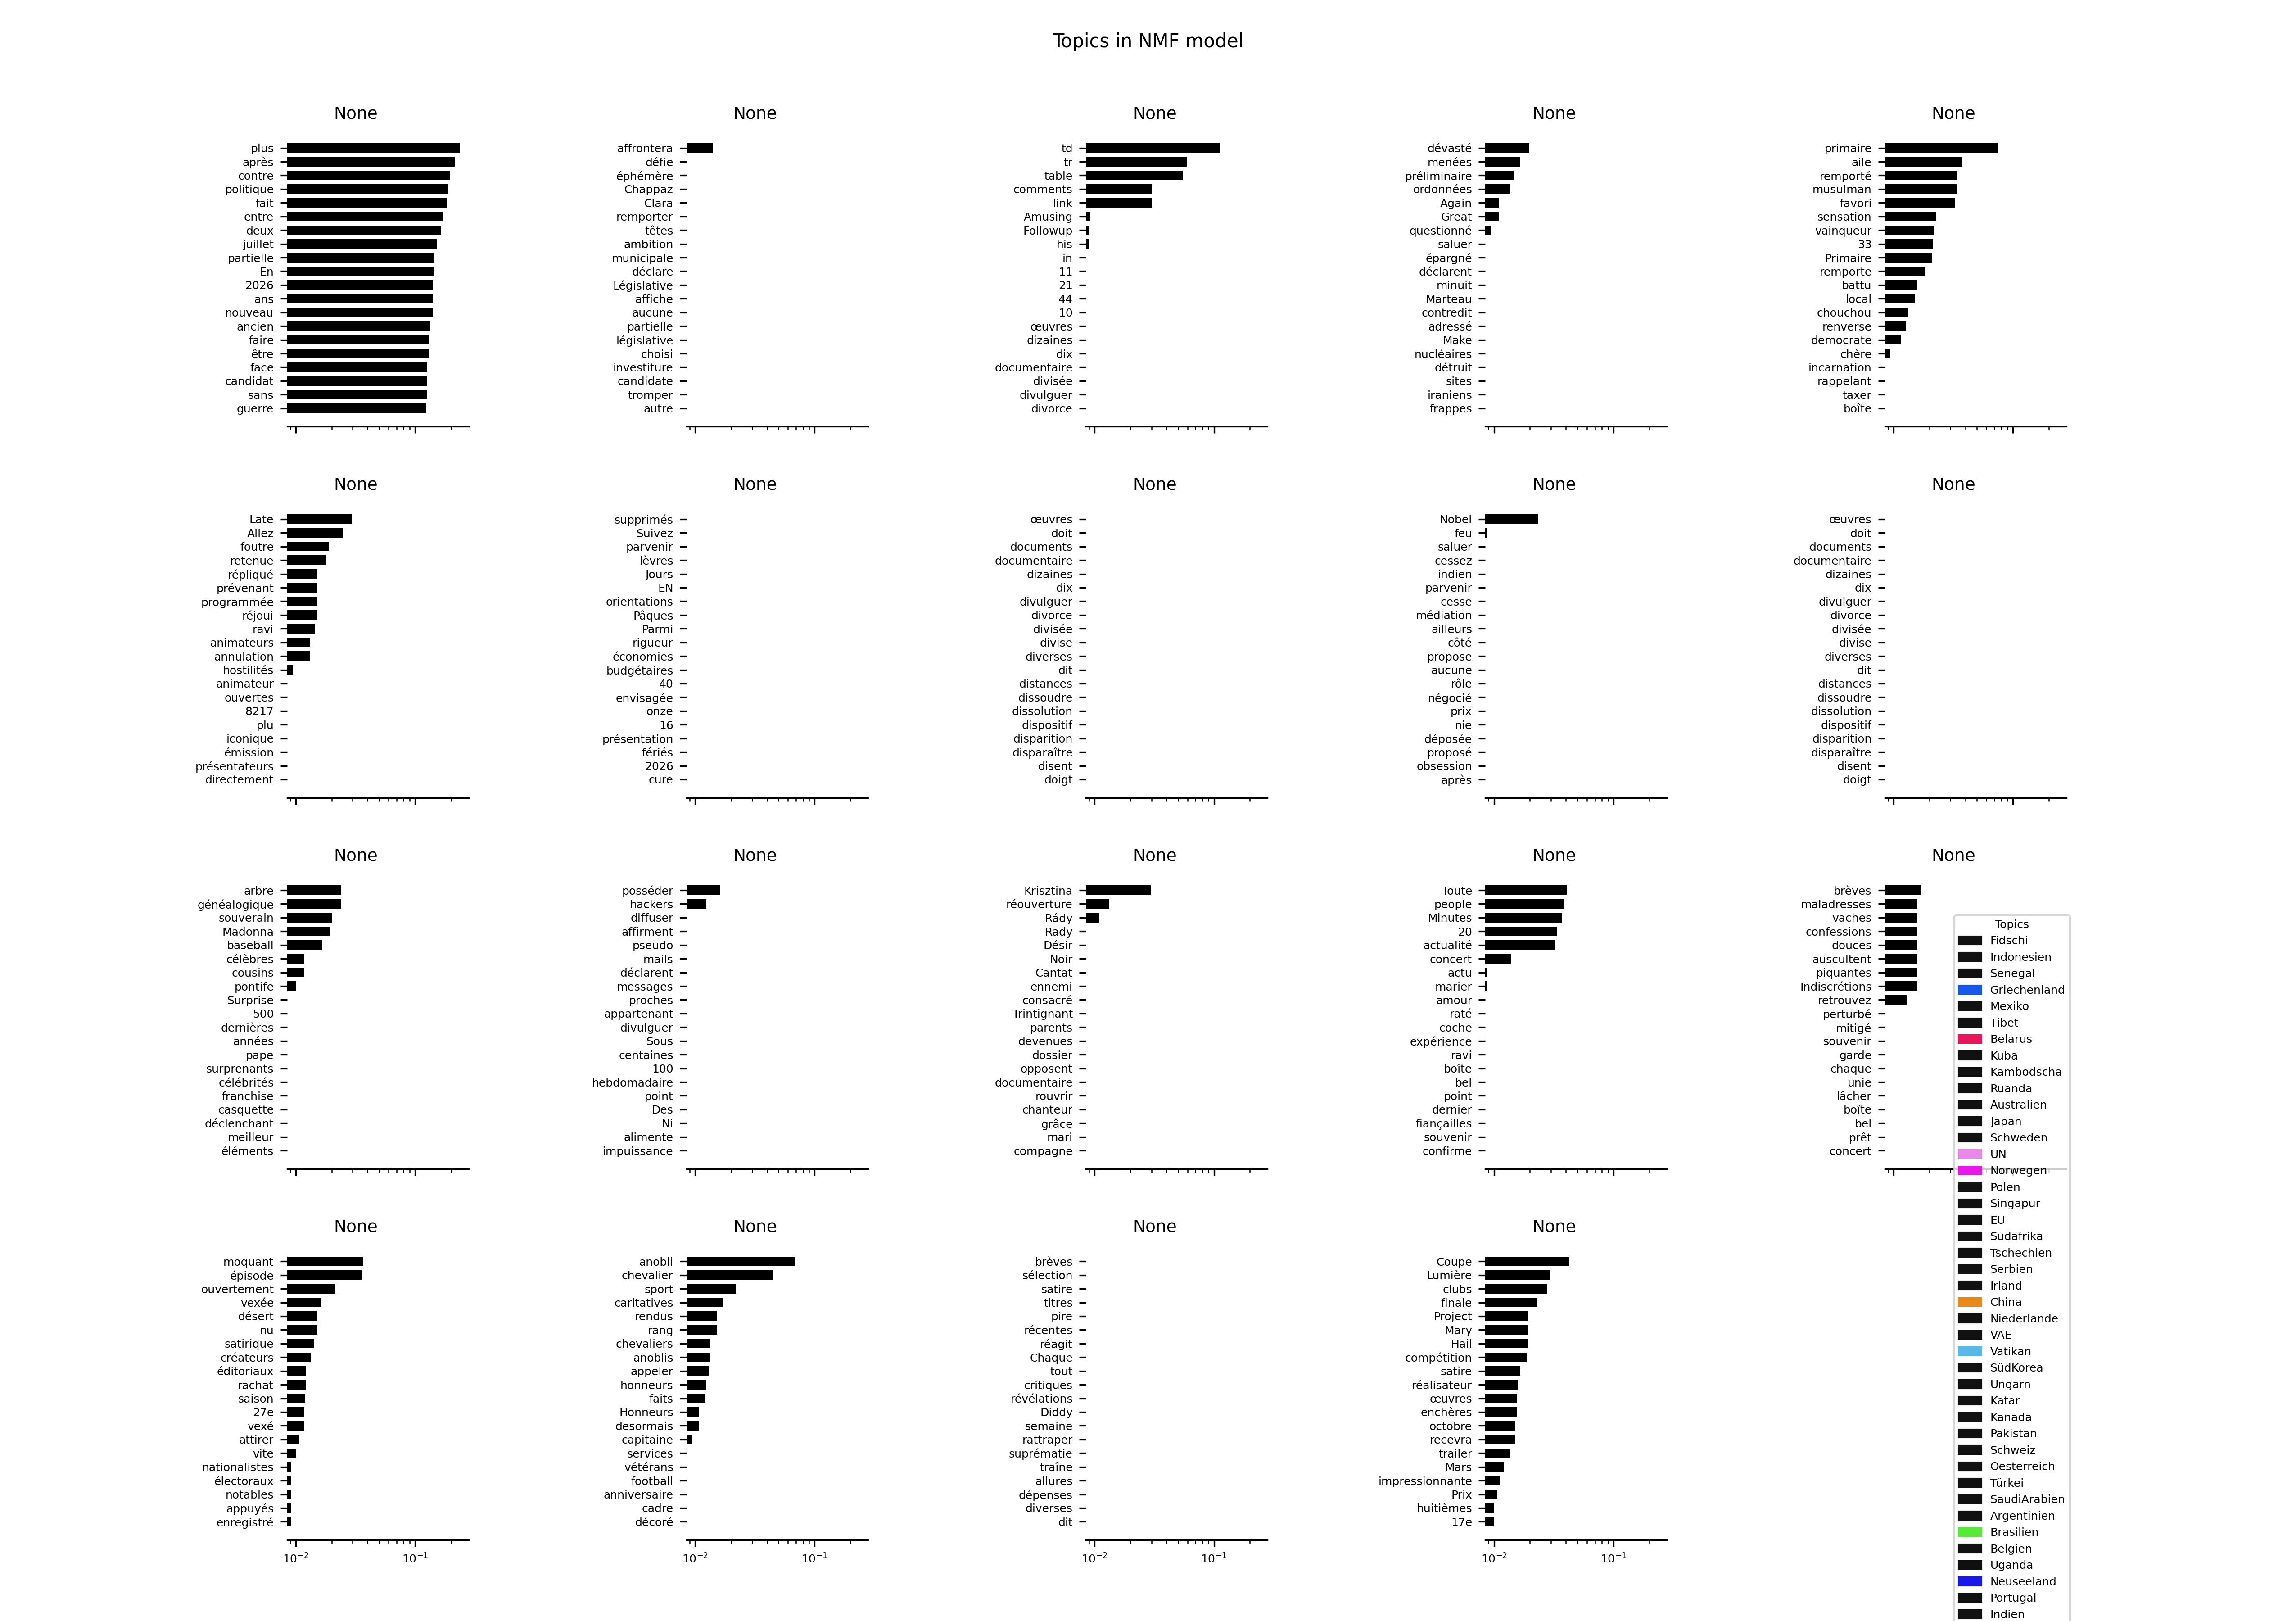 Topics in NMF model
None
plus
après
contre
politique
fait
entre
deux
juillet
partielle
En
2026
ans
nouveau
ancien
faire
être
face
candidat
sans
guerre
None
affrontera
défie
éphémère
Chappaz
Clara
remporter
têtes
ambition
municipale
déclare
Législative
affiche
aucune
partielle
législative
choisi
investiture
candidate
tromper
autre
None
td
tr
table
comments
link
Amusing
Followup
his
in
11
21
44
10
œuvres
dizaines
dix
documentaire
divisée
divulguer
divorce
None
dévasté
menées
préliminaire
ordonnées
Again
Great
questionné
saluer
épargné
déclarent
minuit
Marteau
contredit
adressé
Make
nucléaires
détruit
sites
iraniens
frappes
None
primaire
aile
remporté
musulman
favori
sensation
vainqueur
33
Primaire
remporte
battu
local
chouchou
renverse
democrate
chère
incarnation
rappelant
taxer
boîte
None
Late
Allez
foutre
retenue
répliqué
prévenant
programmée
réjoui
ravi
animateurs
annulation
hostilités
animateur
ouvertes
8217
plu
iconique
émission
présentateurs
directement
None
supprimés
Suivez
parvenir
lèvres
Jours
EN
orientations
Pâques
Parmi
rigueur
économies
budgétaires
40
envisagée
onze
16
présentation
fériés
2026
cure
None
œuvres
doit
documents
documentaire
dizaines
dix
divulguer
divorce
divisée
divise
diverses
dit
distances
dissoudre
dissolution
dispositif
disparition
disparaître
disent
doigt
None
Nobel
feu
saluer
cessez
indien
parvenir
cesse
médiation
ailleurs
côté
propose
aucune
rôle
négocié
prix
nie
déposée
proposé
obsession
après
None
œuvres
doit
documents
documentaire
dizaines
dix
divulguer
divorce
divisée
divise
diverses
dit
distances
dissoudre
dissolution
dispositif
disparition
disparaître
disent
doigt
None
arbre
généalogique
souverain
Madonna
baseball
célèbres
cousins
pontife
Surprise
500
dernières
années
pape
surprenants
célébrités
franchise
casquette
déclenchant
meilleur
éléments
None
posséder
hackers
diffuser
affirment
pseudo
mails
déclarent
messages
proches
appartenant
divulguer
Sous
centaines
100
hebdomadaire
point
Des
Ni
alimente
impuissance
None
Krisztina
réouverture
Rády
Rady
Désir
Noir
Cantat
ennemi
consacré
Trintignant
parents
devenues
dossier
opposent
documentaire
rouvrir
chanteur
grâce
mari
compagne
None
Toute
people
Minutes
20
actualité
concert
actu
marier
amour
raté
coche
expérience
ravi
boîte
bel
point
dernier
fiançailles
souvenir
confirme
None
brèves
maladresses
vaches
confessions
douces
auscultent
piquantes
Indiscrétions
retrouvez
perturbé
mitigé
souvenir
garde
chaque
unie
lâcher
boîte
bel
prêt
concert
None
moquant
épisode
ouvertement
vexée
désert
nu
satirique
créateurs
éditoriaux
rachat
saison
27e
vexé
attirer
vite
nationalistes
électoraux
notables
appuyés
enregistré
10⁻² 10⁻¹
None
anobli
chevalier
sport
caritatives
rendus
rang
chevaliers
anoblis
appeler
honneurs
faits
Honneurs
desormais
capitaine
services
vétérans
football
anniversaire
cadre
décoré
10⁻² 10⁻¹
None
brèves
sélection
satire
titres
pire
récentes
réagit
Chaque
tout
critiques
révélations
Diddy
semaine
rattraper
suprématie
traîne
allures
dépenses
diverses
dit
10⁻² 10⁻¹
None
Coupe
Lumière
clubs
finale
Project
Mary
Hail
compétition
satire
réalisateur
œuvres
enchères
octobre
recevra
trailer
Mars
impressionnante
Prix
huitièmes
17e
10⁻² 10⁻¹
Topics
Fidschi
Indonesien
Senegal
Griechenland
Mexiko
Tibet
Belarus
Kuba
Kambodscha
Ruanda
Australien
Japan
Schweden
UN
Norwegen
Polen
Singapur
EU
Südafrika
Tschechien
Serbien
Irland
China
Niederlande
VAE
Vatikan
SüdKorea
Ungarn
Katar
Kanada
Pakistan
Schweiz
Oesterreich
Türkei
SaudiArabien
Argentinien
Brasilien
Belgien
Uganda
Neuseeland
Portugal
Indien